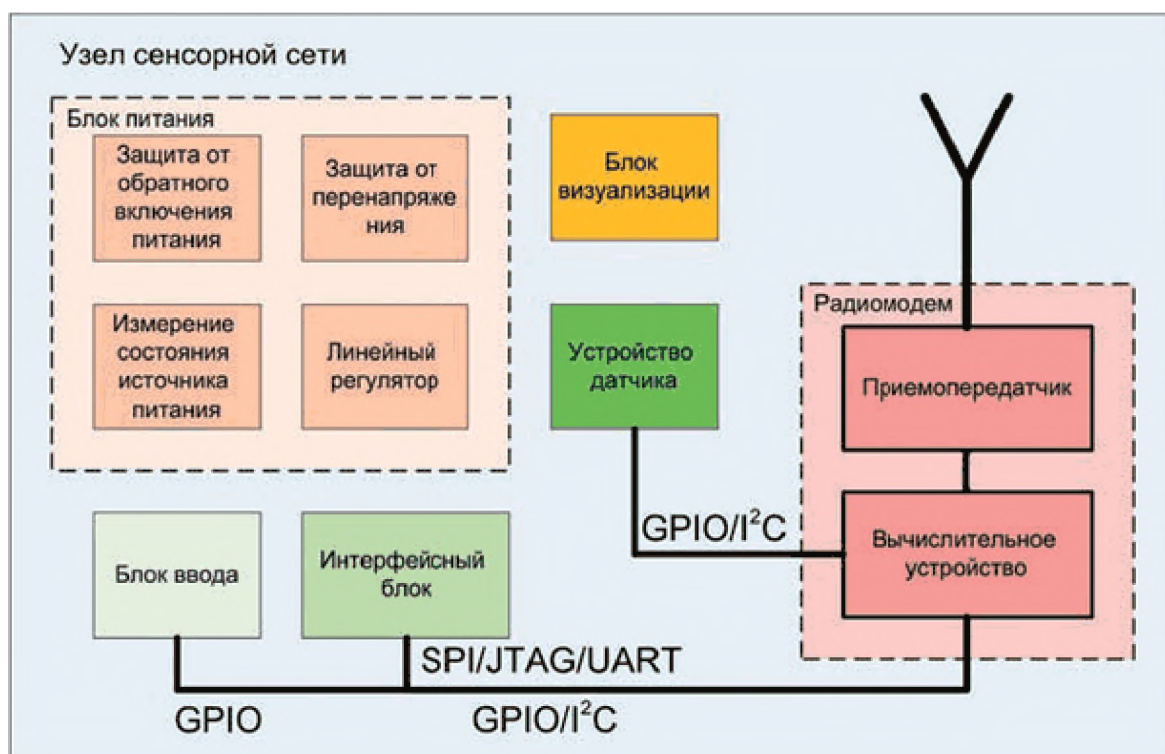 Узел сенсорной сети
Блок питания
Защита от
обратного
включения
питания
Защита от
перенапряже
ния
Измерение
состояния
источника
питания
Линейный
регулятор
Блок
визуализации
Устройство
датчика
Радиомодем
Приемопередатчик
Вычислительное
устройство
GPIO/I²C
Блок ввода
Интерфейсный
блок
SPI/JTAG/UART
GPIO
GPIO/I²C